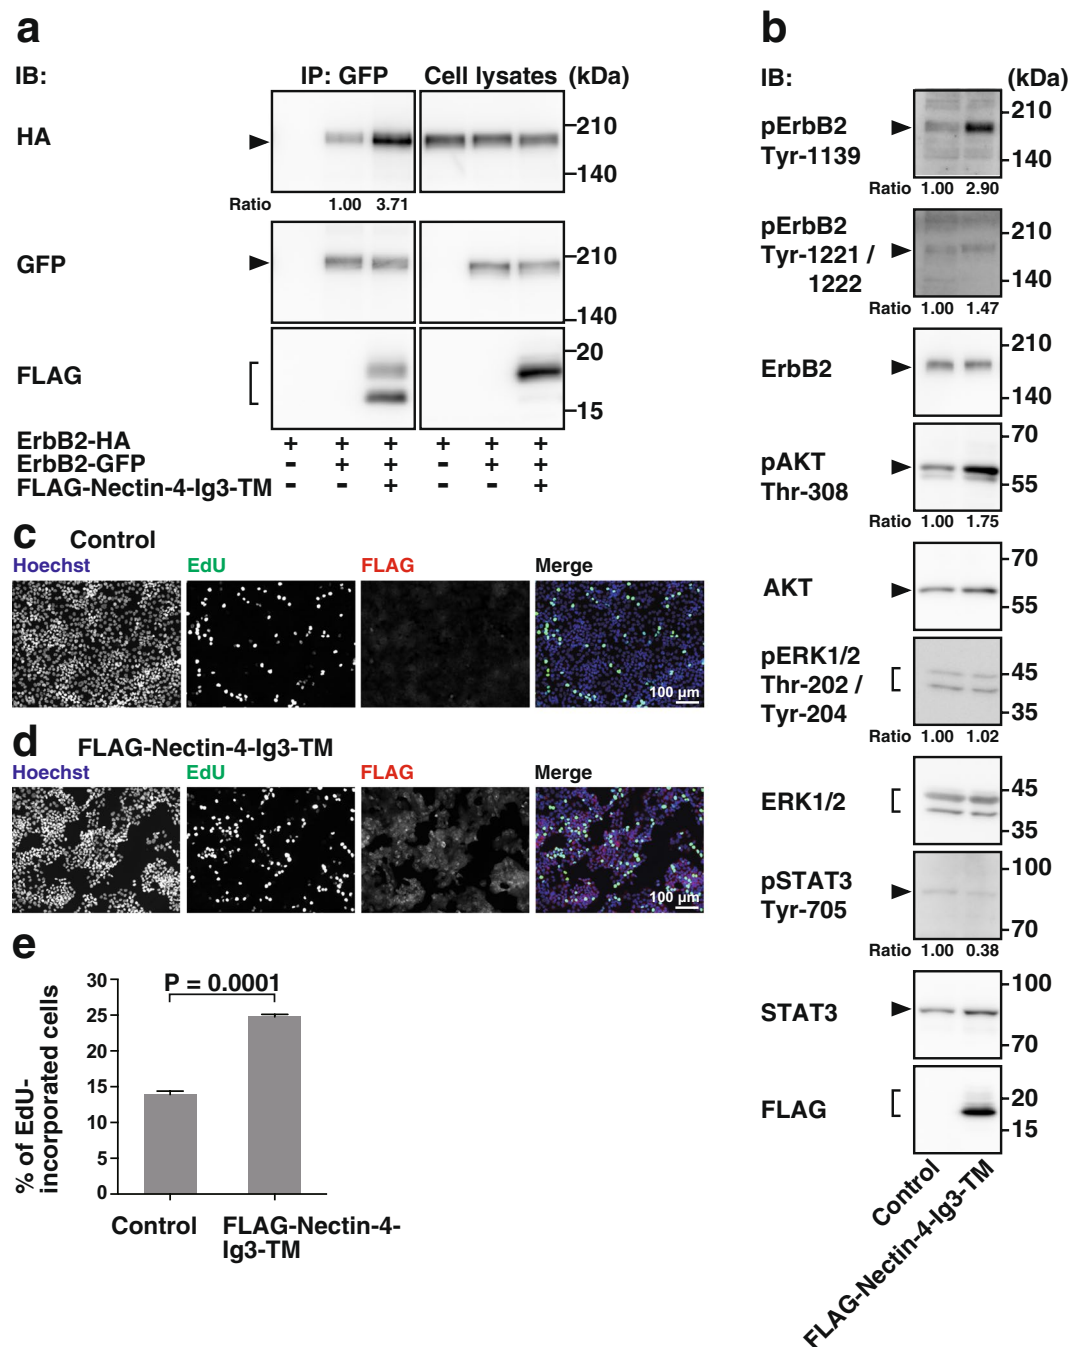 a
IB:
IP: GFP
Cell lysates
(kDa)
HA
210
140
Ratio 1.00 3.71
GFP
210
140
FLAG
20
15
ErbB2-HA + + + + + +
ErbB2-GFP - + + - + +
FLAG-Nectin-4-Ig3-TM - - + - - +
b
IB:
(kDa)
pErbB2
Tyr-1139
210
140
Ratio 1.00 2.90
pErbB2
Tyr-1221 /
1222
210
140
Ratio 1.00 1.47
ErbB2
210
140
pAKT
Thr-308
70
55
Ratio 1.00 1.75
AKT
70
55
pERK1/2
Thr-202 /
Tyr-204
45
35
Ratio 1.00 1.02
ERK1/2
45
35
pSTAT3
Tyr-705
100
70
Ratio 1.00 0.38
STAT3
100
70
FLAG
20
15
Control
FLAG-Nectin-4-Ig3-TM
c Control
Hoechst EdU FLAG Merge
100 µm
d FLAG-Nectin-4-Ig3-TM
Hoechst EdU FLAG Merge
100 µm
e
% of EdU-
incorporated cells
30
25
20
15
10
5
0
P = 0.0001
Control
FLAG-Nectin-4-
Ig3-TM